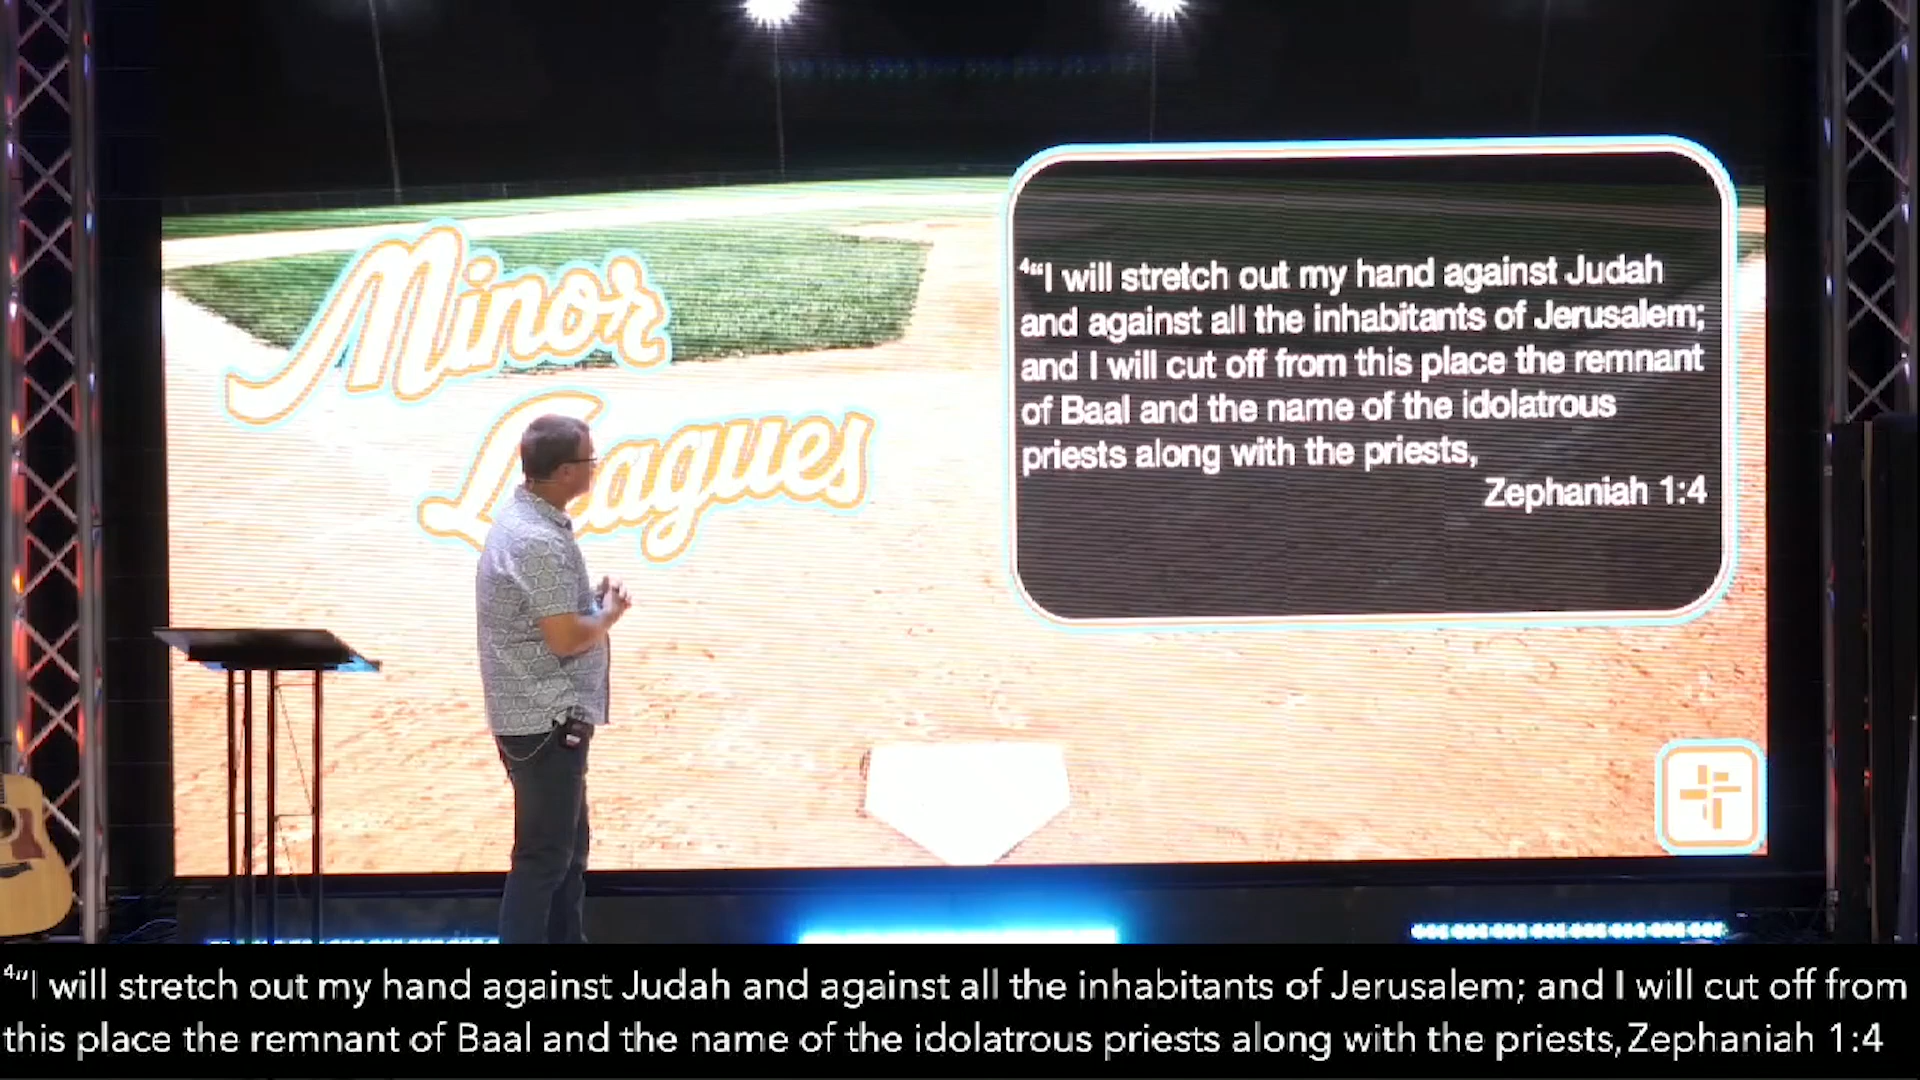 Minor
Leagues
⁴“I will stretch out my hand against Judah
and against all the inhabitants of Jerusalem;
and I will cut off from this place the remnant
of Baal and the name of the idolatrous
priests along with the priests,
Zephaniah 1:4
⁴“I will stretch out my hand against Judah and against all the inhabitants of Jerusalem; and I will cut off from
this place the remnant of Baal and the name of the idolatrous priests along with the priests, Zephaniah 1:4